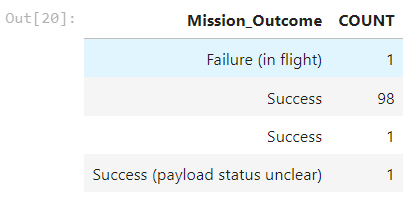 Out[20]:
Mission_Outcome COUNT
Failure (in flight) 1
Success 98
Success 1
Success (payload status unclear) 1